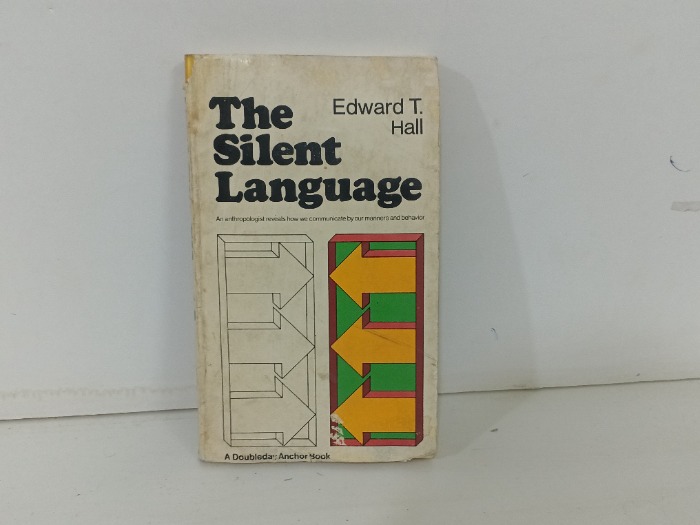 The
Silent
Language
Edward T.
Hall
An anthropologist reveals how we communicate by our manners and behavior
A Doubleday Anchor Book